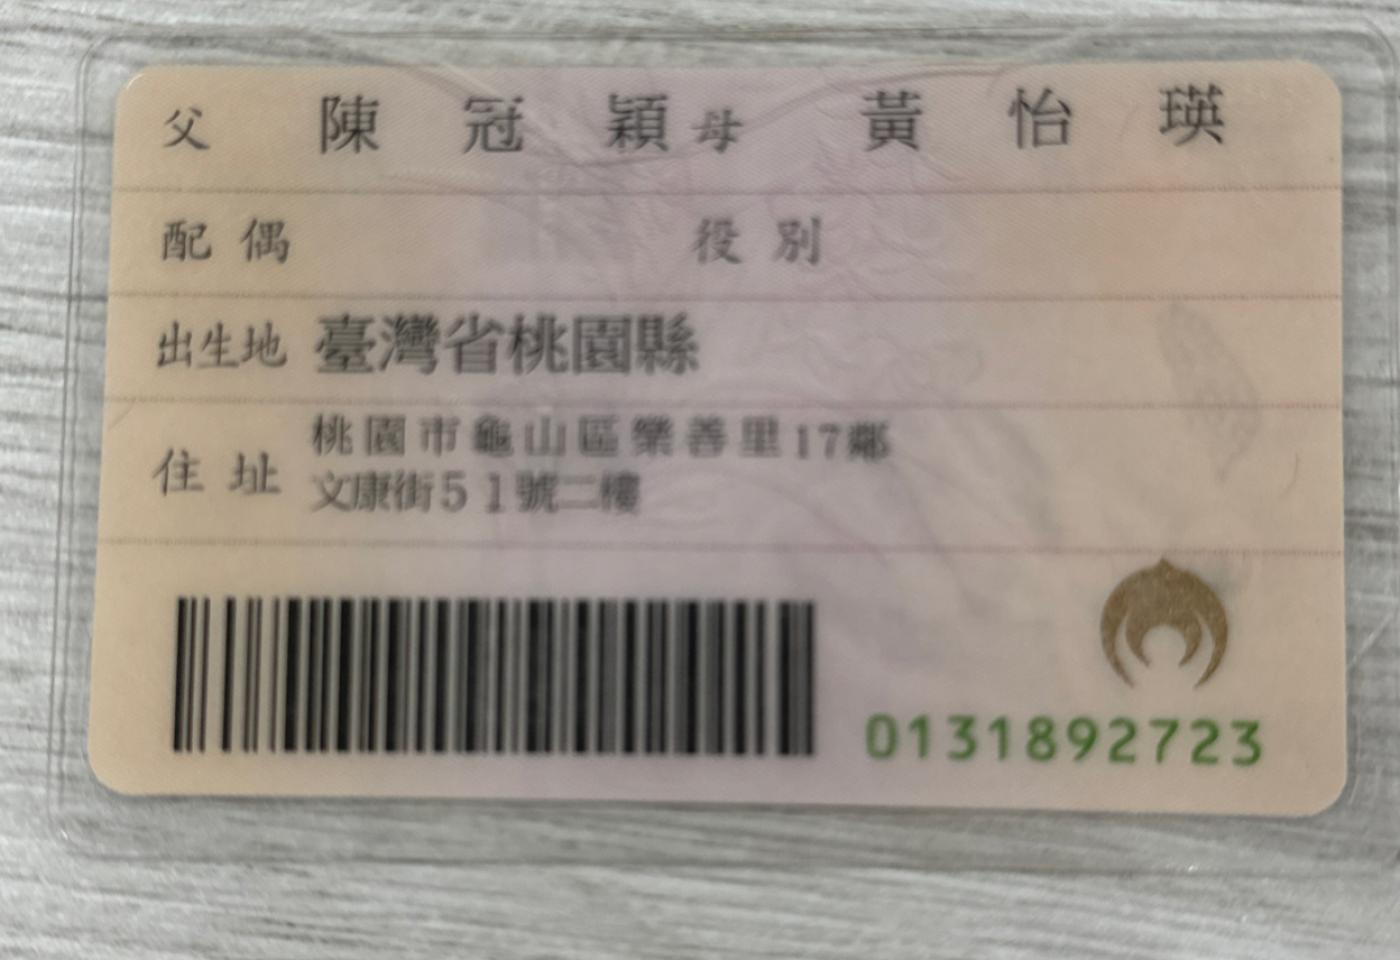 父 陳冠穎 母 黃怡瑛
配偶 役別
出生地 臺灣省桃園縣
住址 桃園市龜山區樂善里17鄰
文康街51號二樓
0131892723